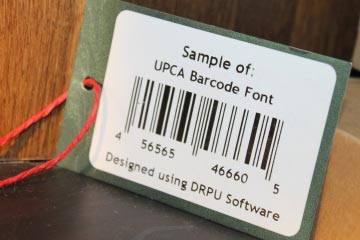 Sample of:
UPCA Barcode Font
4 56565 46660 5
Designed using DRPU Software